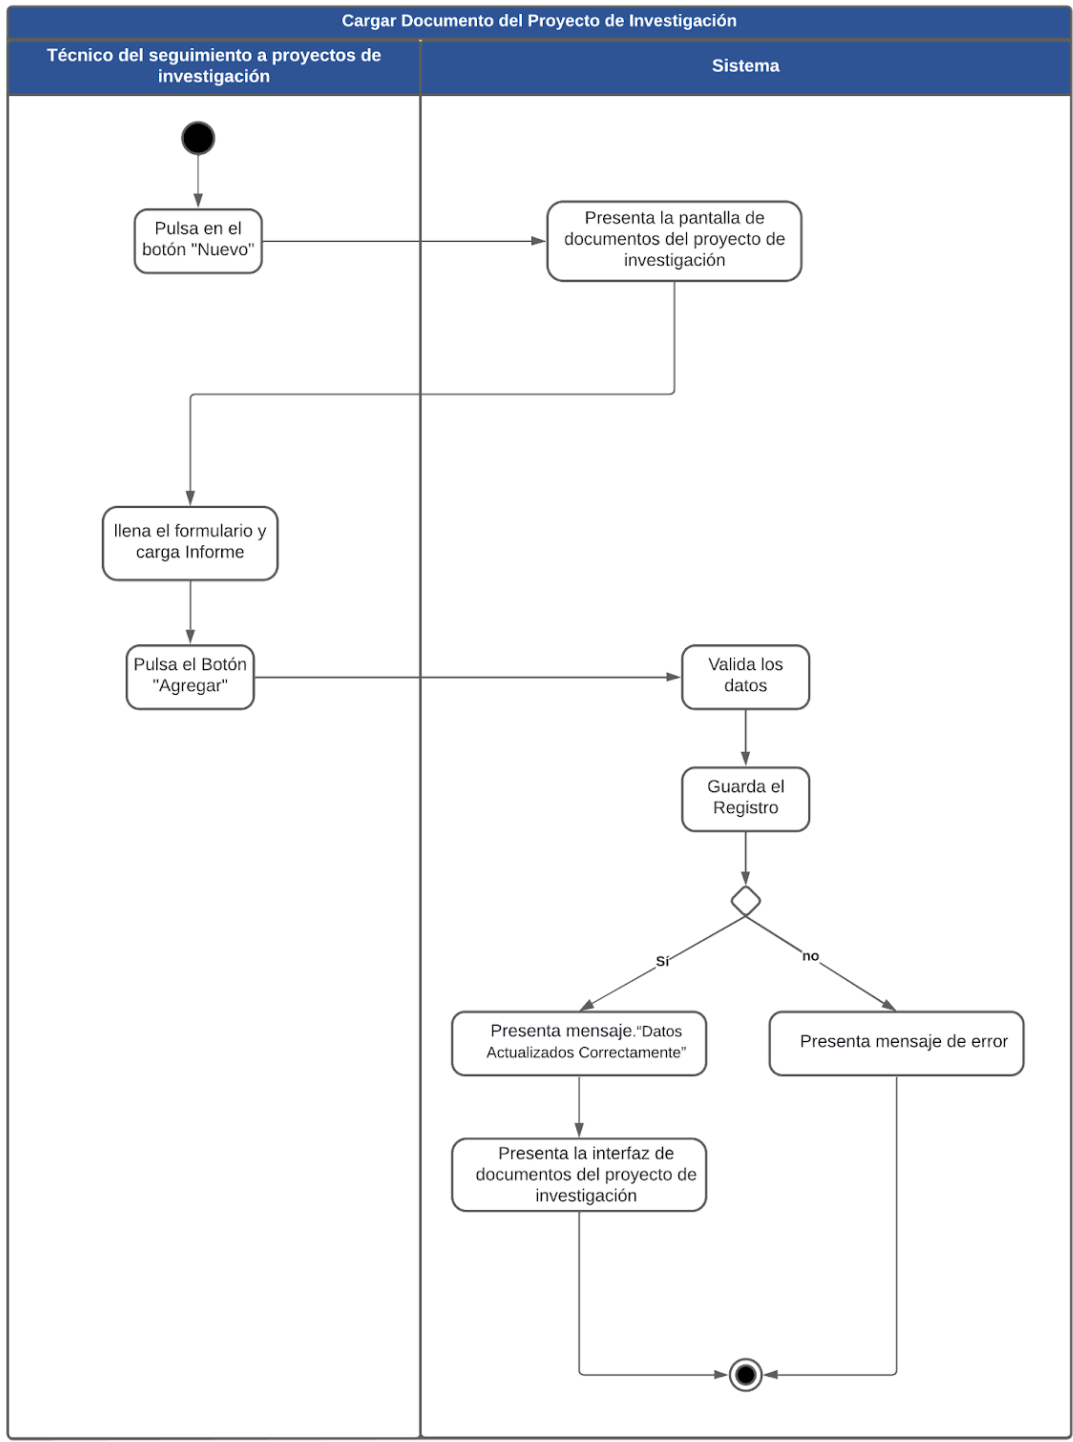 Cargar Documento del Proyecto de Investigación
Técnico del seguimiento a proyectos de
investigación
Sistema
Pulsa en el
botón "Nuevo"
Presenta la pantalla de
documentos del proyecto de
investigación
llena el formulario y
carga Informe
Pulsa el Botón
"Agregar"
Valida los
datos
Guarda el
Registro
Sí
no
Presenta mensaje.“Datos
Actualizados Correctamente”
Presenta mensaje de error
Presenta la interfaz de
documentos del proyecto de
investigación